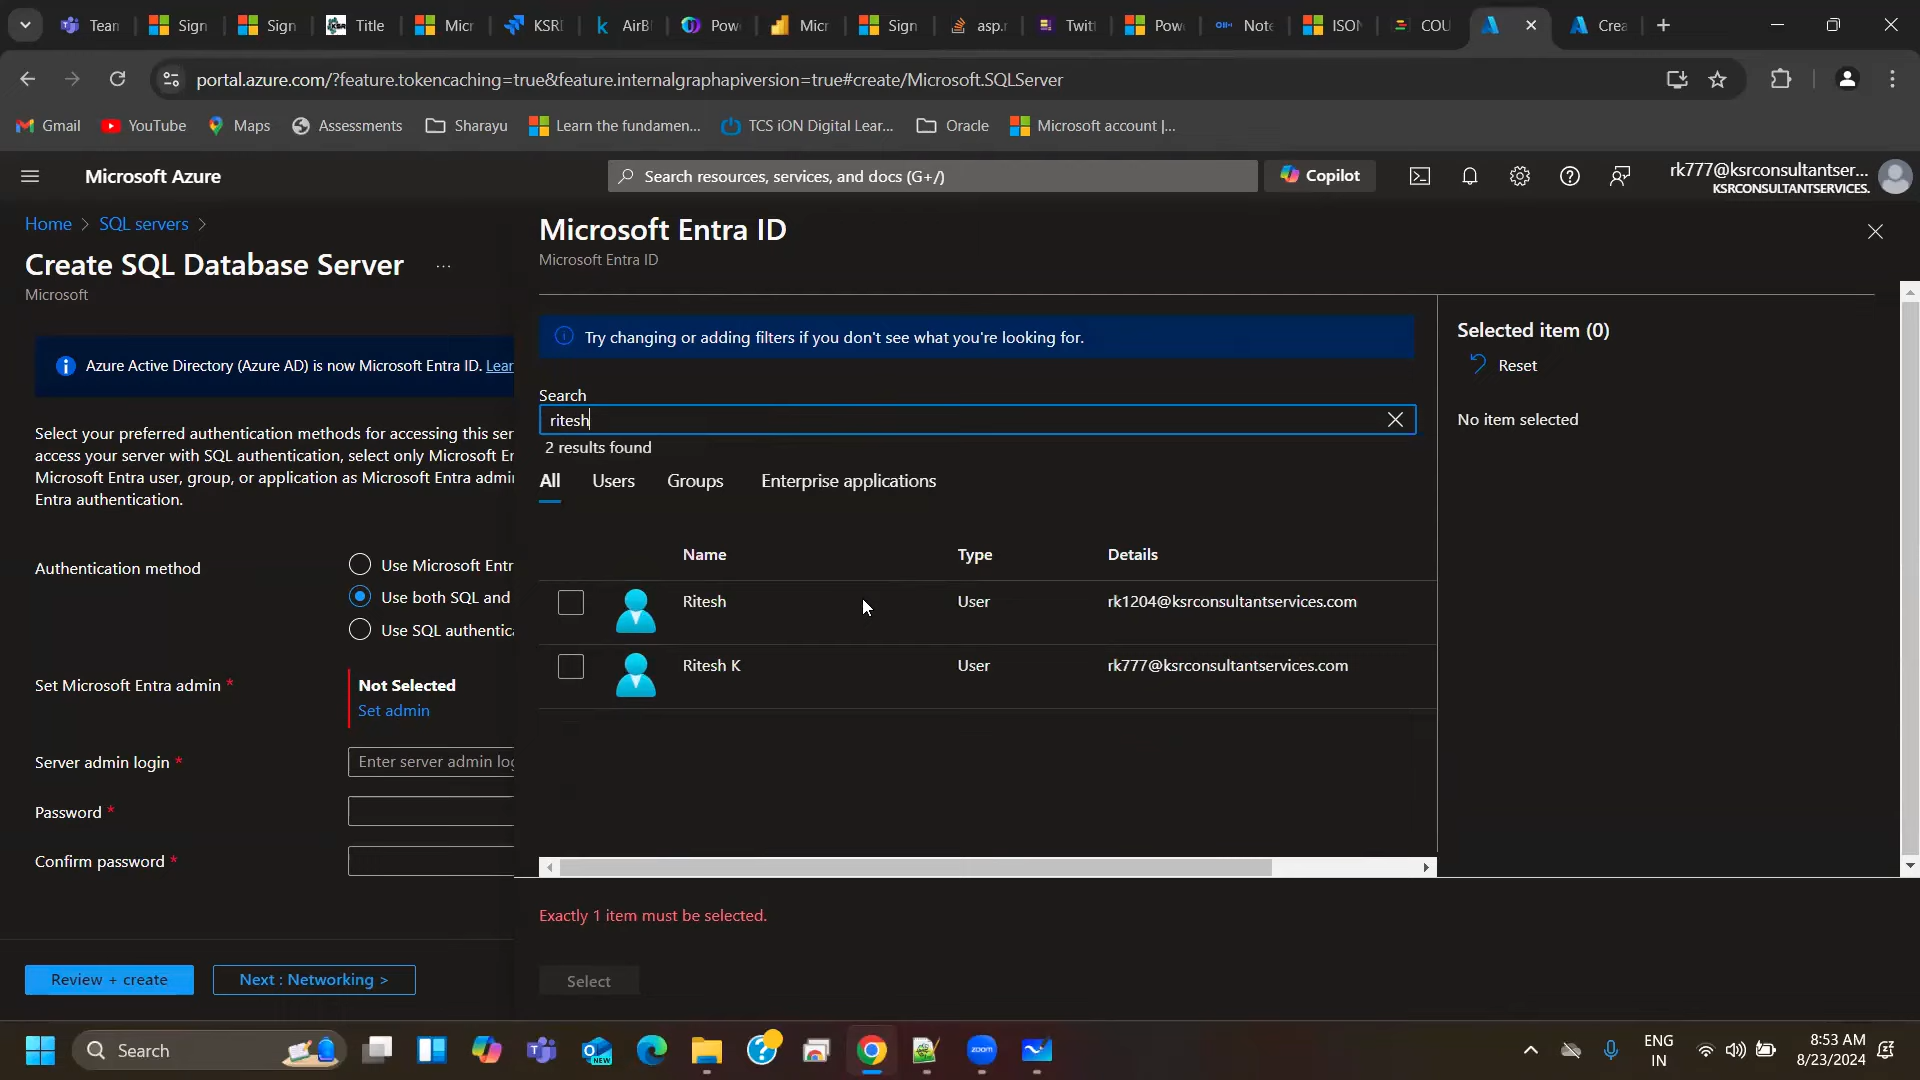 Team
Sign
Sign
Title
Micr
KSRI
AirB
Pow
Micr
Sign
asp.n
Twitt
Pow
Note
ISON
COU
Crea
portal.azure.com/?feature.tokencaching=true&feature.internalgraphapiversion=true#create/Microsoft.SQLServer
Gmail
YouTube
Maps
Assessments
Sharayu
Learn the fundamen...
TCS iON Digital Lear...
Oracle
Microsoft account |...
Microsoft Azure
Search resources, services, and docs (G+/)
Copilot
rk777@ksrconsultantser...
KSRCONSULTANTSERVICES.
Home > SQL servers >
Create SQL Database Server ...
Microsoft
Azure Active Directory (Azure AD) is now Microsoft Entra ID. Lear
Select your preferred authentication methods for accessing this ser
access your server with SQL authentication, select only Microsoft Er
Microsoft Entra user, group, or application as Microsoft Entra admi
Entra authentication.
Authentication method
Use Microsoft Entr
Use both SQL and
Use SQL authentica
Set Microsoft Entra admin *
Not Selected
Set admin
Server admin login *
Enter server admin log
Password *
Confirm password *
Review + create
Next : Networking >
Microsoft Entra ID
Microsoft Entra ID
Try changing or adding filters if you don't see what you're looking for.
Search
ritesh
2 results found
All
Users
Groups
Enterprise applications
Name
Type
Details
Ritesh
User
rk1204@ksrconsultantservices.com
Ritesh K
User
rk777@ksrconsultantservices.com
Exactly 1 item must be selected.
Select
Selected item (0)
Reset
No item selected
Search
NEW
zoom
ENG
IN
8:53 AM
8/23/2024